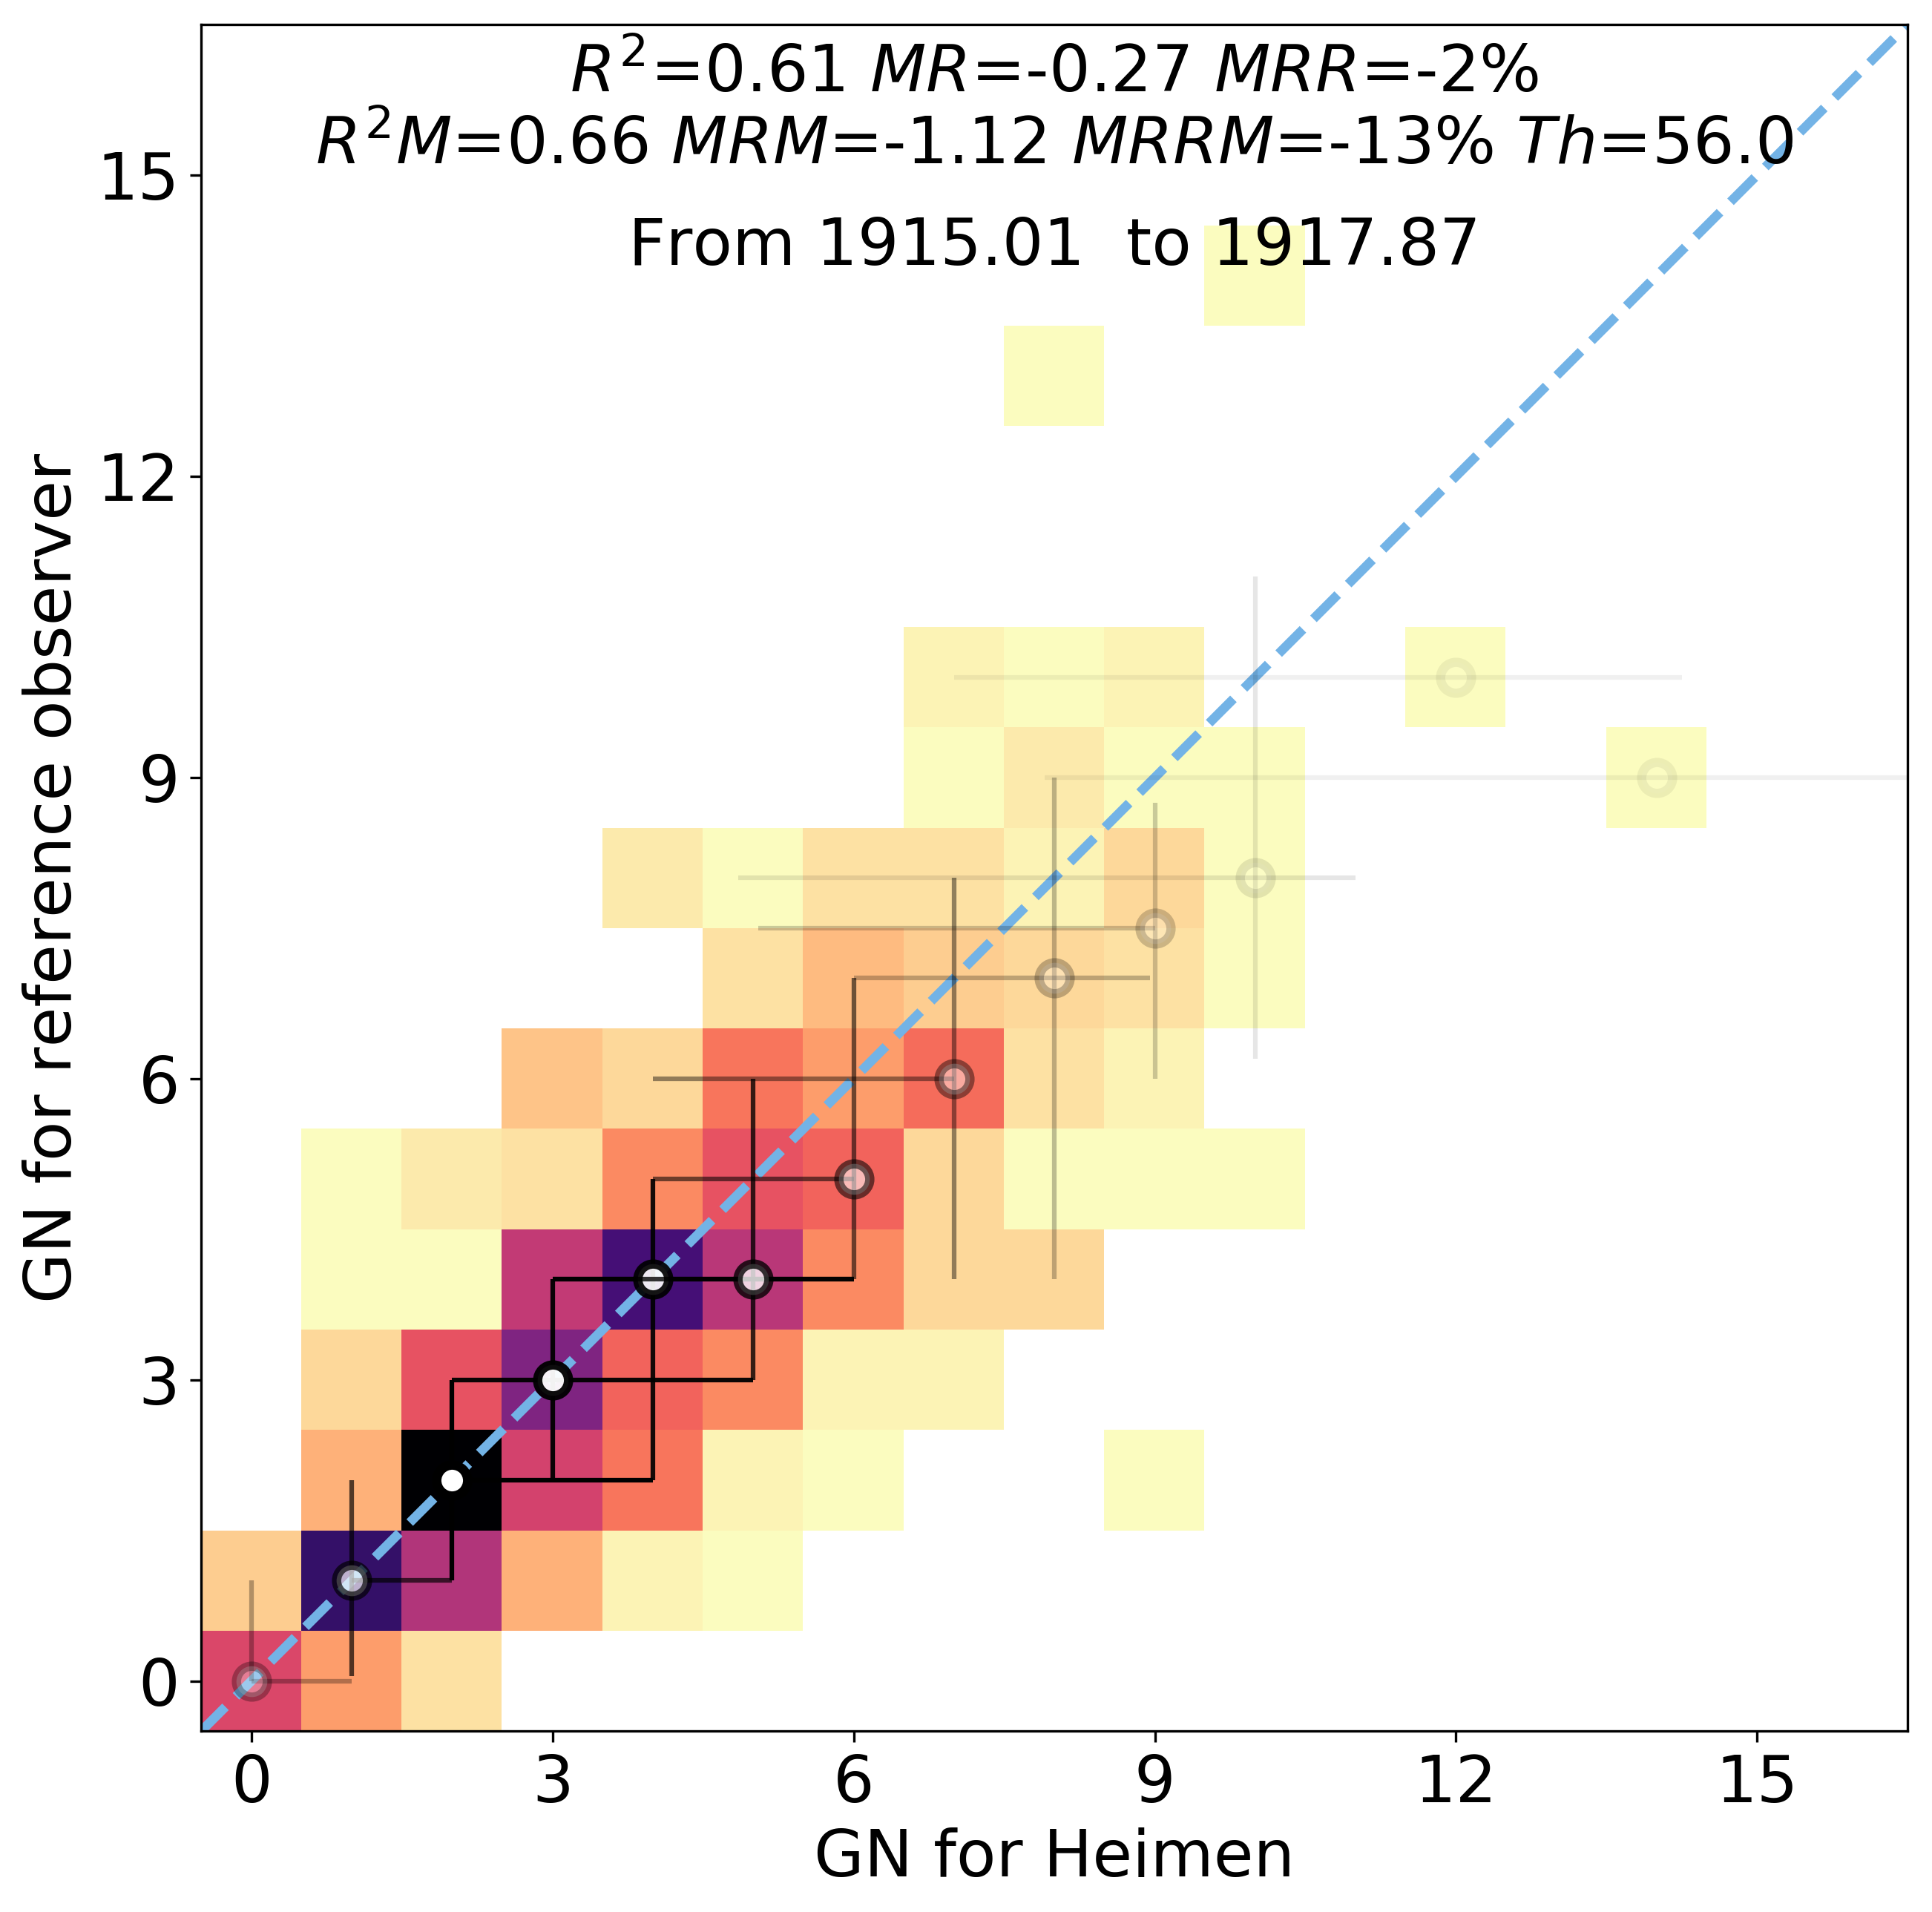 R²=0.61 MR=-0.27 MRR=-2%
R²M=0.66 MRM=-1.12 MRRM=-13% Th=56.0
From 1915.01  to 1917.87
GN for reference observer
15
12
9
6
3
0
0 3 6 9 12 15
GN for Heimen